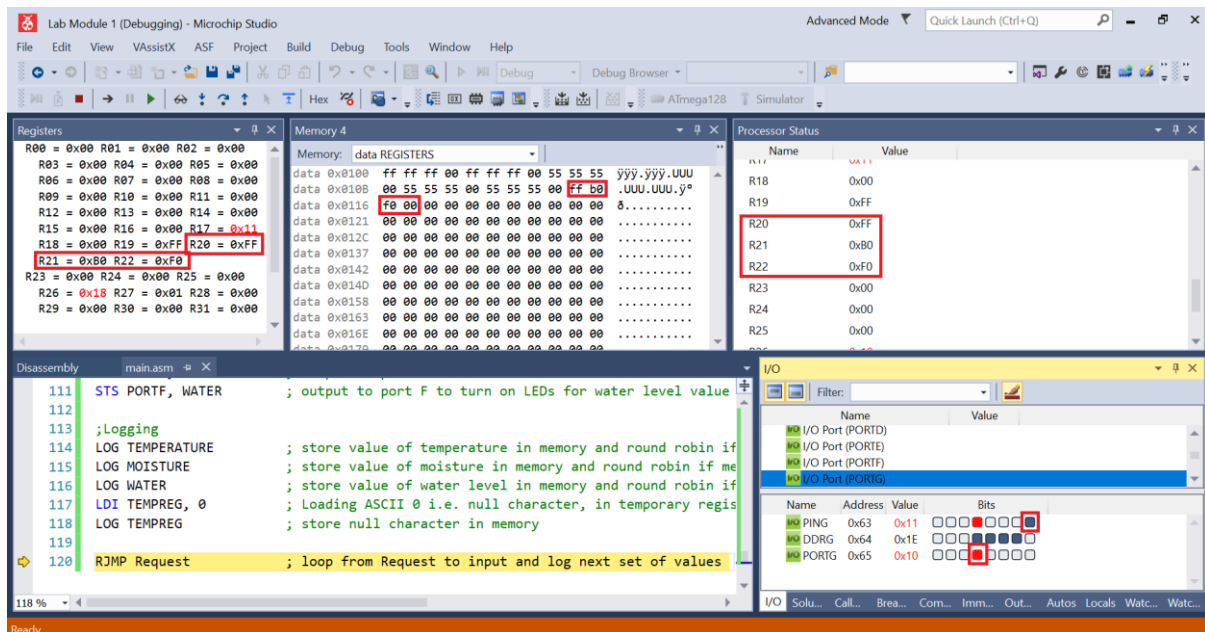 Lab Module 1 (Debugging) - Microchip Studio
Advanced Mode
Quick Launch (Ctrl+Q)
File Edit View VAssistX ASF Project Build Debug Tools Window Help
Debug Debug Browser
Hex ATmega128 Simulator
Registers
R00 = 0x00 R01 = 0x00 R02 = 0x00
R03 = 0x00 R04 = 0x00 R05 = 0x00
R06 = 0x00 R07 = 0x00 R08 = 0x00
R09 = 0x00 R10 = 0x00 R11 = 0x00
R12 = 0x00 R13 = 0x00 R14 = 0x00
R15 = 0x00 R16 = 0x00 R17 = 0x11
R18 = 0x00 R19 = 0xFF R20 = 0xFF
R21 = 0xB0 R22 = 0xF0
R23 = 0x00 R24 = 0x00 R25 = 0x00
R26 = 0x18 R27 = 0x01 R28 = 0x00
R29 = 0x00 R30 = 0x00 R31 = 0x00
Memory 4
Memory: data REGISTERS
data 0x0100 ff ff ff 00 ff ff ff 00 55 55 55 ÿÿÿ.ÿÿÿ.UUU
data 0x010B 00 55 55 55 00 55 55 55 00 ff b0 .UUU.UUU.ÿ°
data 0x0116 f0 00 00 00 00 00 00 00 00 00 00 ð..........
data 0x0121 00 00 00 00 00 00 00 00 00 00 00 ...........
data 0x012C 00 00 00 00 00 00 00 00 00 00 00 ...........
data 0x0137 00 00 00 00 00 00 00 00 00 00 00 ...........
data 0x0142 00 00 00 00 00 00 00 00 00 00 00 ...........
data 0x014D 00 00 00 00 00 00 00 00 00 00 00 ...........
data 0x0158 00 00 00 00 00 00 00 00 00 00 00 ...........
data 0x0163 00 00 00 00 00 00 00 00 00 00 00 ...........
data 0x016E 00 00 00 00 00 00 00 00 00 00 00 ...........
Processor Status
Name Value
R17 0x11
R18 0x00
R19 0xFF
R20 0xFF
R21 0xB0
R22 0xF0
R23 0x00
R24 0x00
R25 0x00
Disassembly main.asm
111 STS PORTF, WATER ; output to port F to turn on LEDs for water level value
112
113 ;Logging
114 LOG TEMPERATURE ; store value of temperature in memory and round robin if
115 LOG MOISTURE ; store value of moisture in memory and round robin if me
116 LOG WATER ; store value of water level in memory and round robin if
117 LDI TEMPREG, 0 ; Loading ASCII 0 i.e. null character, in temporary regis
118 LOG TEMPREG ; store null character in memory
119
120 RJMP Request ; loop from Request to input and log next set of values
118 %
I/O
Filter:
Name Value
I/O I/O Port (PORTD)
I/O I/O Port (PORTE)
I/O I/O Port (PORTF)
I/O I/O Port (PORTG)
Name Address Value Bits
I/O PING 0x63 0x11
I/O DDRG 0x64 0x1E
I/O PORTG 0x65 0x10
I/O Solu... Call... Brea... Com... Imm... Out... Autos Locals Watc... Watc...
Ready